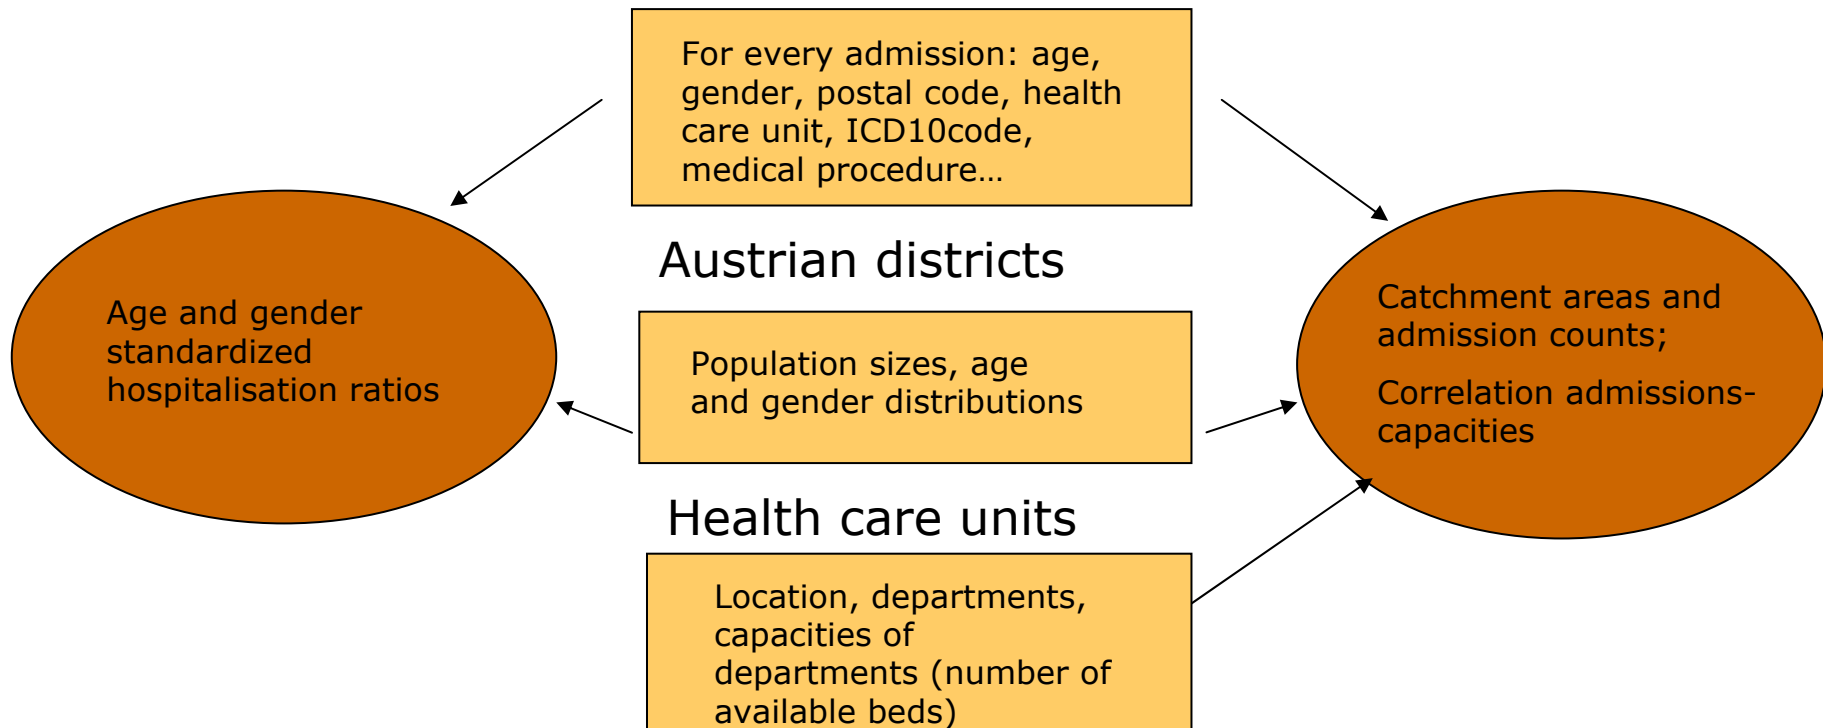 For every admission: age,
gender, postal code, health
care unit, ICD10code,
medical procedure…
Austrian districts
Age and gender
standardized
hospitalisation ratios
Population sizes, age
and gender distributions
Catchment areas and
admission counts;
Correlation admissions-
capacities
Health care units
Location, departments,
capacities of
departments (number of
available beds)